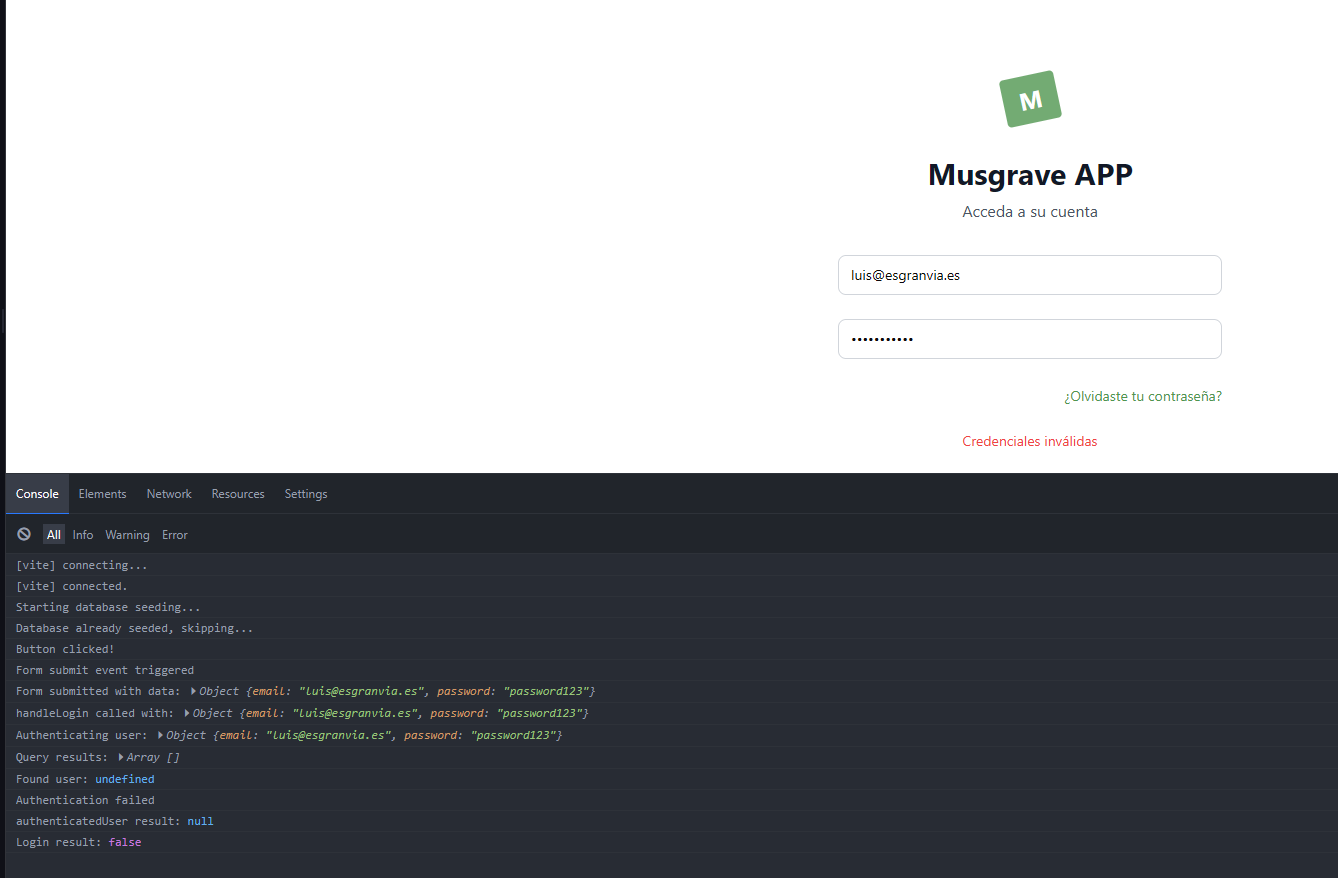 M
Musgrave APP
Acceda a su cuenta
luis@esgranvia.es
•••••••••••
¿Olvidaste tu contraseña?
Credenciales inválidas
Console Elements Network Resources Settings
All Info Warning Error
[vite] connecting...
[vite] connected.
Starting database seeding...
Database already seeded, skipping...
Button clicked!
Form submit event triggered
Form submitted with data: ▶Object {email: "luis@esgranvia.es", password: "password123"}
handleLogin called with: ▶Object {email: "luis@esgranvia.es", password: "password123"}
Authenticating user: ▶Object {email: "luis@esgranvia.es", password: "password123"}
Query results: ▶Array []
Found user: undefined
Authentication failed
authenticatedUser result: null
Login result: false